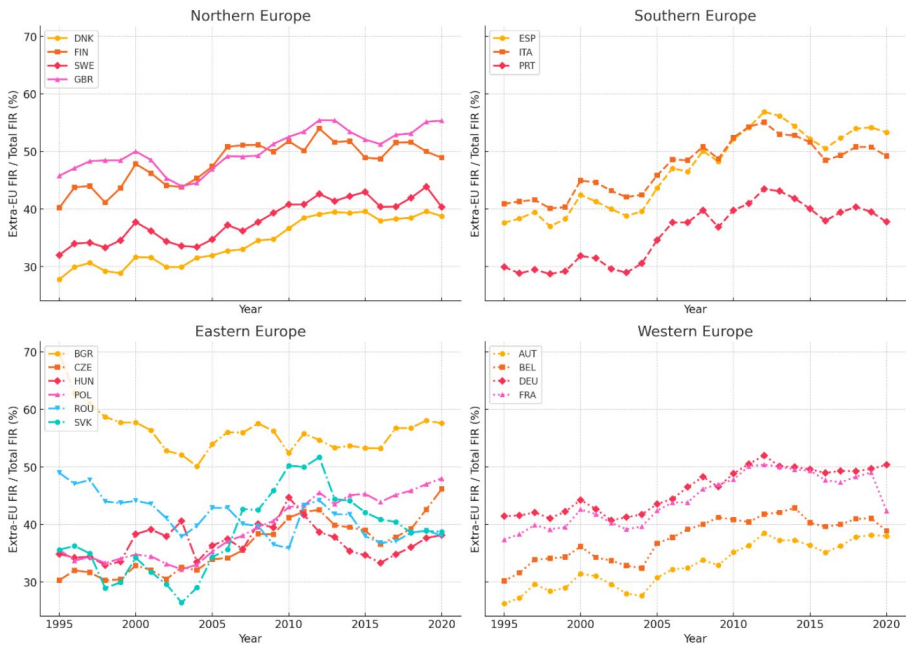 Northern Europe
Extra-EU FIR / Total FIR (%)
70
60
50
40
30
DNK
FIN
SWE
GBR
Year
Southern Europe
Extra-EU FIR / Total FIR (%)
ESP
ITA
PRT
Year
Eastern Europe
Extra-EU FIR / Total FIR (%)
70
60
50
40
30
BGR
CZE
HUN
POL
ROU
SVK
1995 2000 2005 2010 2015 2020
Year
Western Europe
Extra-EU FIR / Total FIR (%)
AUT
BEL
DEU
FRA
1995 2000 2005 2010 2015 2020
Year